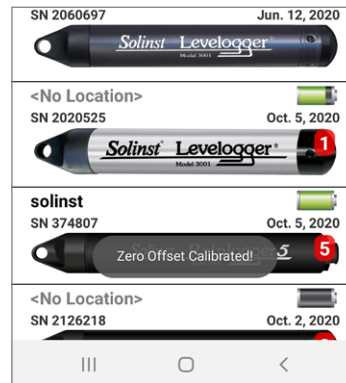 SN 2060697 Jun. 12, 2020
Solinst Levelogger®
Model 3001
<No Location>
SN 2020525 Oct. 5, 2020
Solinst® Levelogger®
Model 3001
1
solinst
SN 374807 Oct. 5, 2020
5 5
Zero Offset Calibrated!
<No Location>
SN 2126218 Oct. 2, 2020